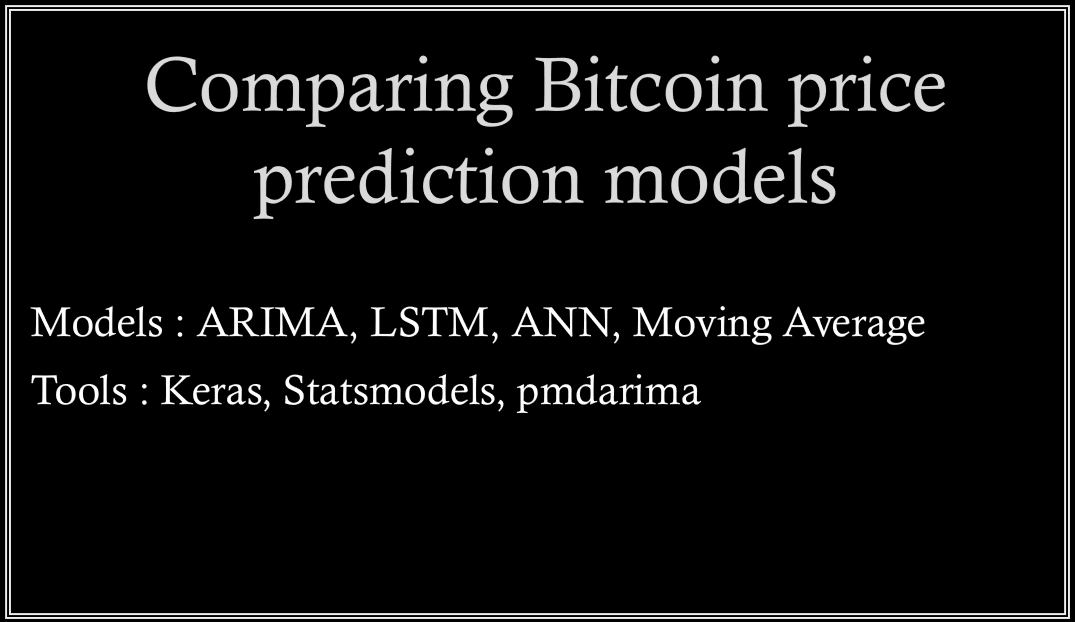 Comparing Bitcoin price
prediction models
Models : ARIMA, LSTM, ANN, Moving Average
Tools : Keras, Statsmodels, pmdarima